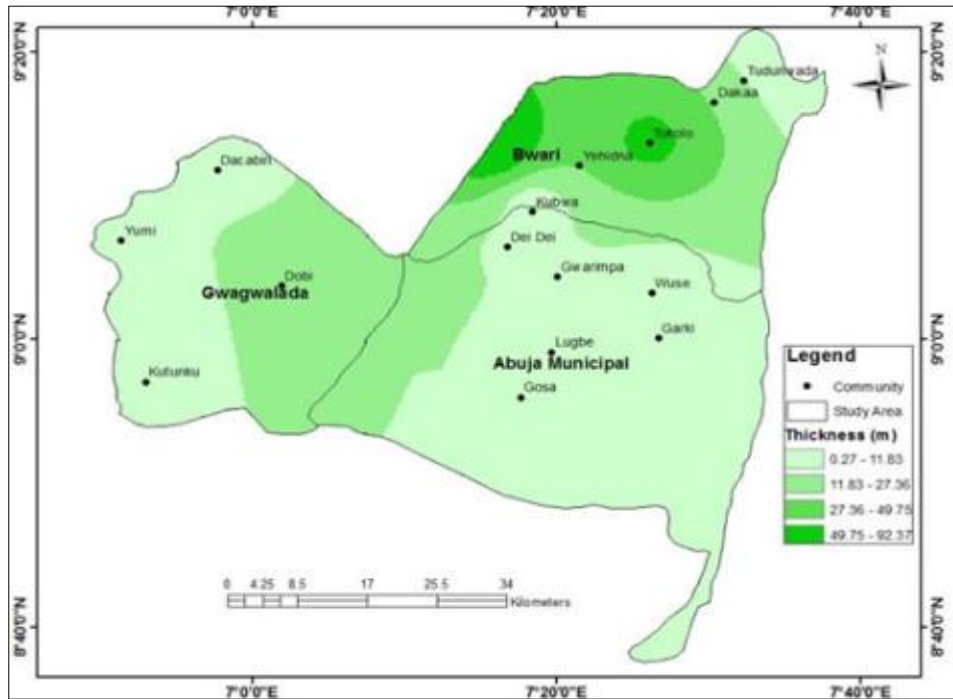 7°0'0"E 7°20'0"E 7°40'0"E
9°20'0"N 9°20'0"N
N
Tudunwada
Dakaa
Bwari
Yehidna
Dacabiri
Kubwa
Yumi
Dei Dei
Gwarimpa
Dobi
Gwagwalada
Wuse
9°0'0"N 9°0'0"N
Garki
Lugbe
Abuja Municipal
Kutunku
Gosa
Legend
Community
Study Area
Thickness (m)
0.27 - 11.83
11.83 - 27.36
27.36 - 49.75
49.75 - 92.37
0 4.25 8.5 17 25.5 34
Kilometers
8°40'0"N 8°40'0"N
7°0'0"E 7°20'0"E 7°40'0"E